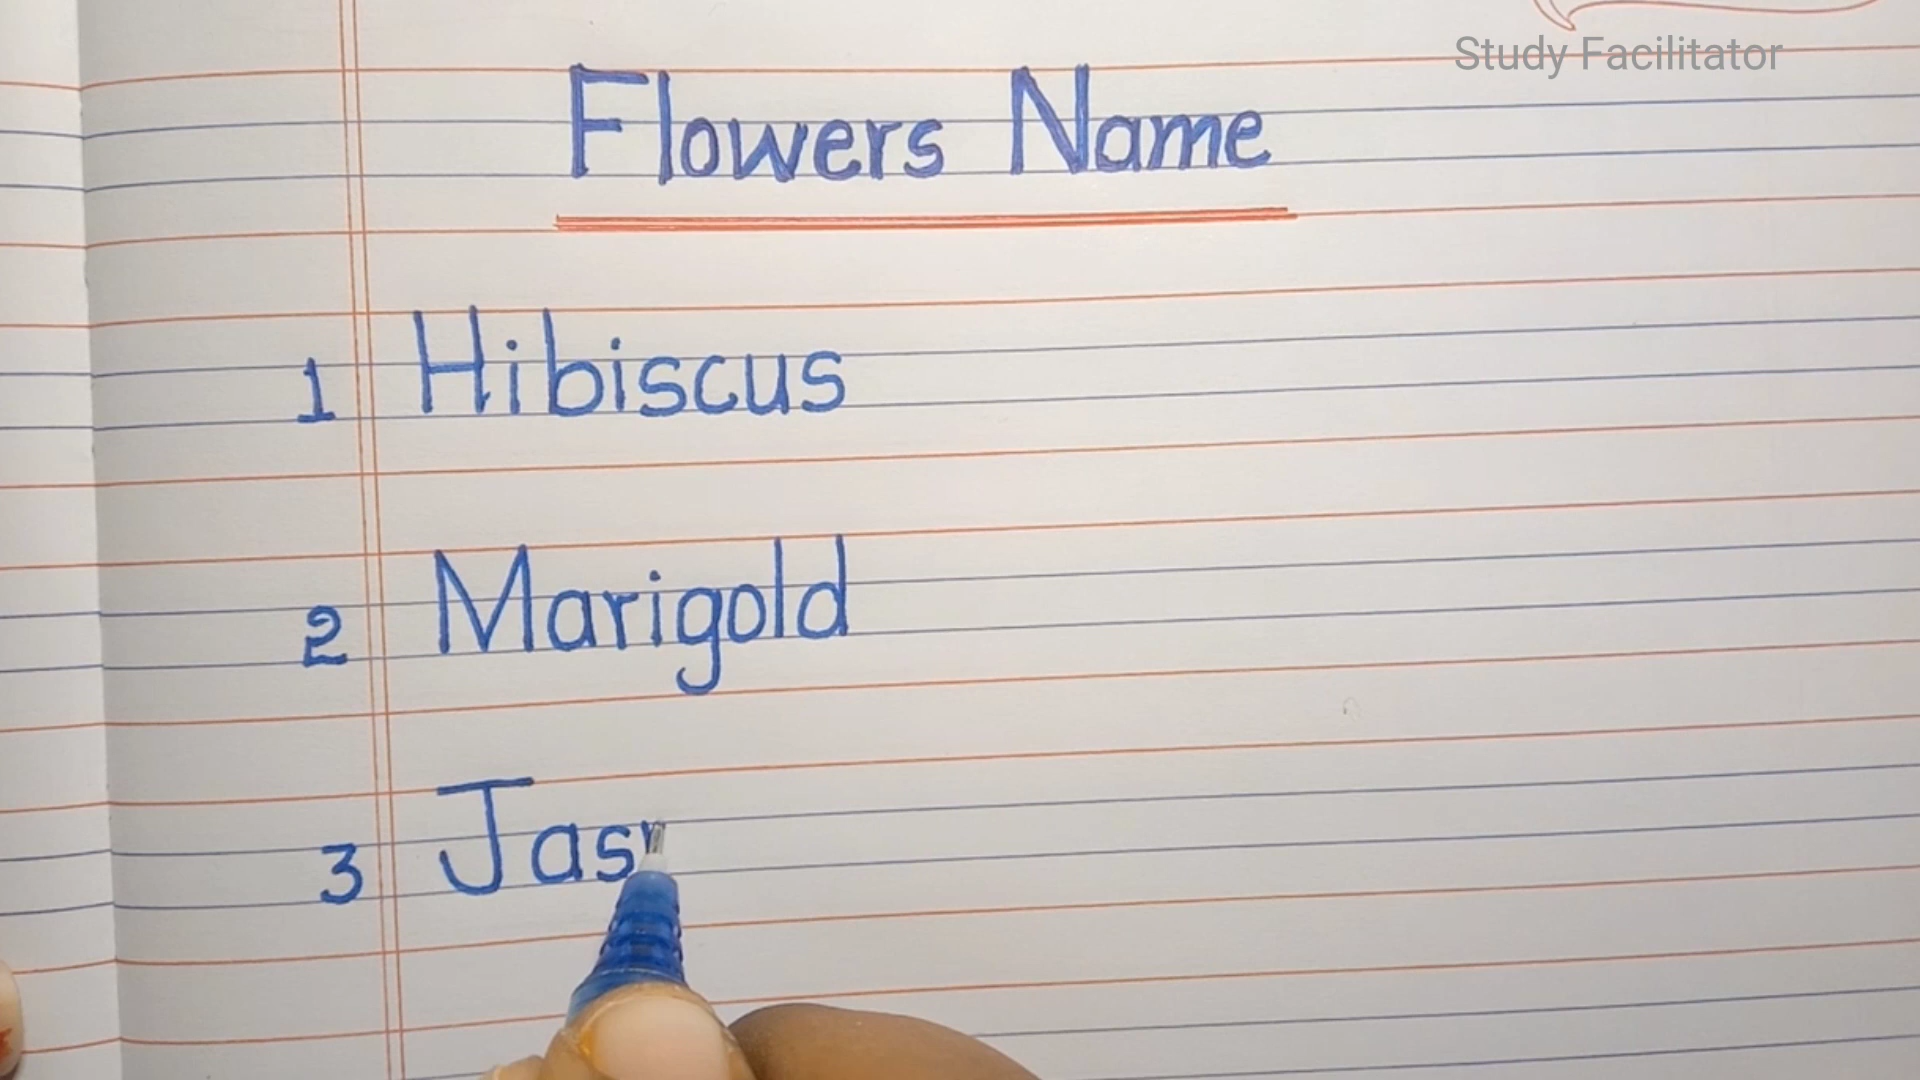 Study Facilitator
Flowers Name
1 Hibiscus
2 Marigold
3 Jas